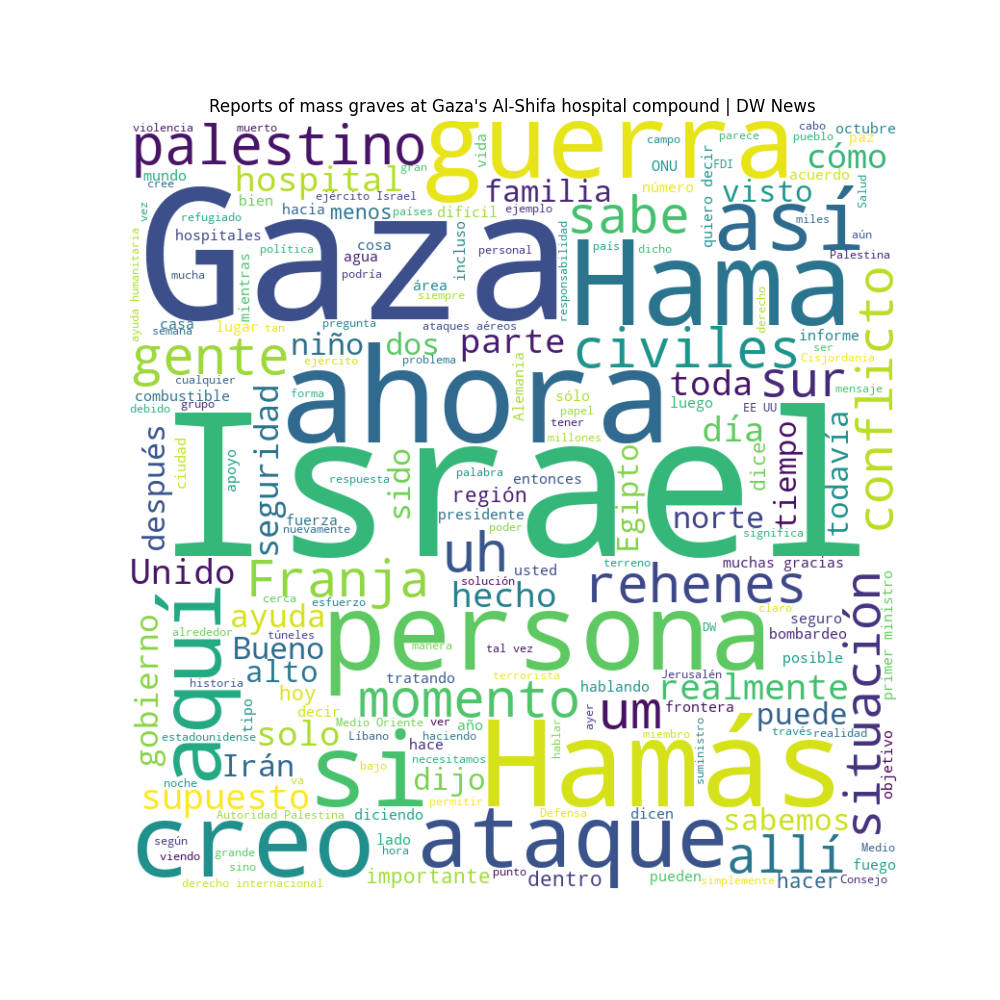 Reports of mass graves at Gaza's Al-Shifa hospital compound | DW News
violencia muerto cabo octubre
palestino guerra vida campo parece pueblo paz
mundo hospital gran ONU FDI cómo
cree bien ejército Israel familia número quiero decir visto acuerdo Salud
vez refugiado hacia menos países difícil ejemplo sabe así miles
hospitales política cosa incluso personal responsabilidad país dicho aún
Gaza Hama Palestina
mucha mientras agua podría área siempre derecho conflicto
ayuda humanitaria casa semana lugar tan pregunta ataques aéreos informe
gente niño dos parte civiles ser Cisjordania
ejército problema Alemania
cualquier combustible forma ahora sólo toda sur mensaje
debido grupo papel tener luego EE UU
después ciudad apoyo seguridad millones día dice tiempo todavía
Israel
respuesta sido palabra entonces Egipto
región norte
fuerza nuevamente presidente poder significa
uh usted terreno muchas gracias
Unido Franja solución hecho rehenes situación primer ministro
cerca esfuerzo claro
gobierno aquí ayuda persona DW seguro
alrededor túneles manera bombardeo
Bueno tal vez posible
alto tratando terrorista Jerusalén
historia hoy momento hablando realmente
tipo decir um frontera puede
estadounidense solo Medio Oriente ver año ayer miembro través realidad
Líbano haciendo hablar
hace Hamás suministro
noche Irán va bajo si necesitamos objetivo
supuesto dijo permitir
Autoridad Palestina diciendo Defensa dicen sabemos
creo según lado ataque allí Medio
viendo grande hora fuego
sino importante punto dentro pueden simplemente hacer Consejo
derecho internacional